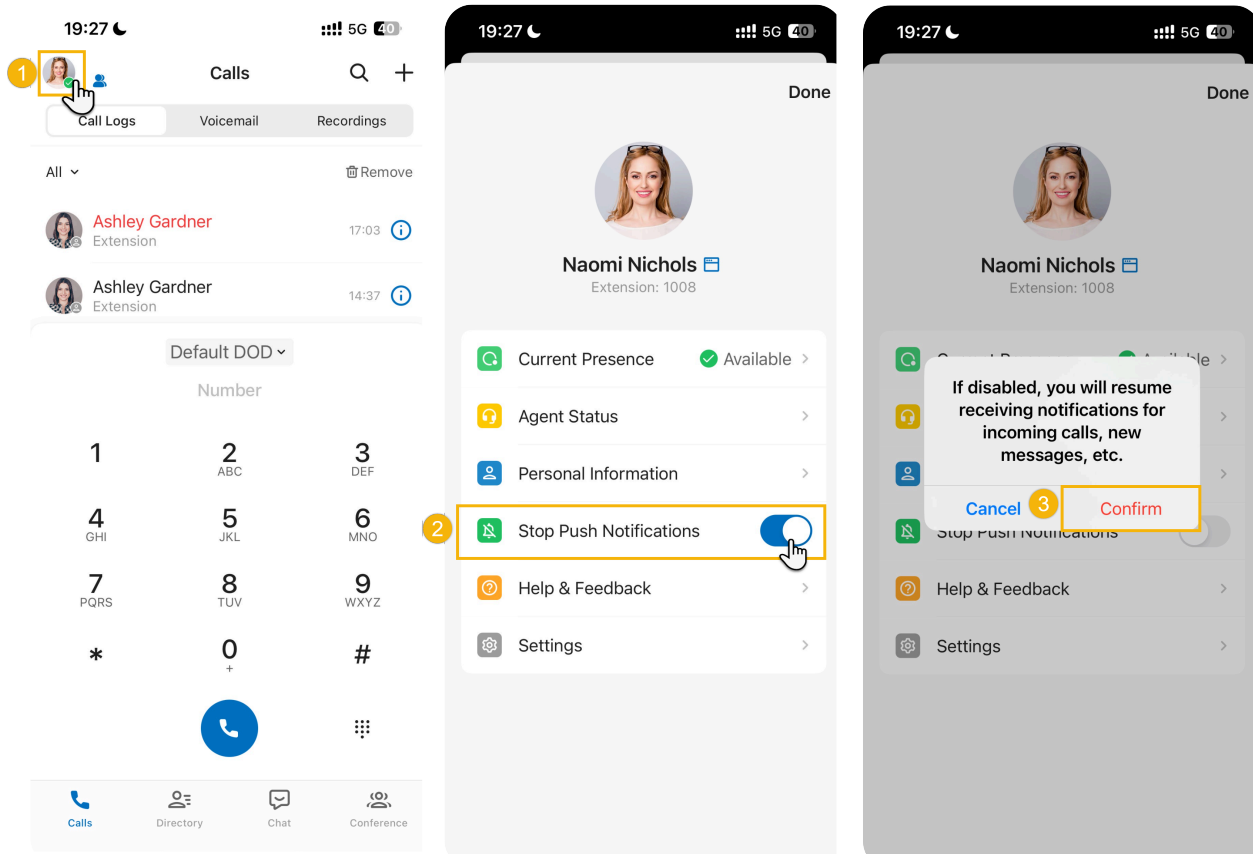 19:27
5G 40
1
Calls
Call Logs Voicemail Recordings
All Remove
Ashley Gardner
Extension
17:03
Ashley Gardner
Extension
14:37
Default DOD
Number
1 2 3
ABC DEF
4 5 6
GHI JKL MNO
7 8 9
PQRS TUV WXYZ
* 0 #
+
Calls Directory Chat Conference
19:27
5G 40
Done
Naomi Nichols
Extension: 1008
Current Presence Available
Agent Status
Personal Information
2
Stop Push Notifications
Help & Feedback
Settings
19:27
5G 40
Done
Naomi Nichols
Extension: 1008
If disabled, you will resume
receiving notifications for
incoming calls, new
messages, etc.
Cancel 3 Confirm
Stop Push Notifications
Help & Feedback
Settings